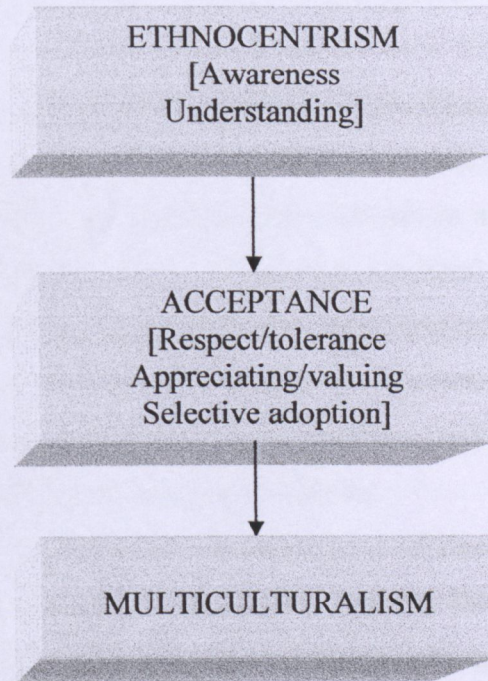 ETHNOCENTRISM
[Awareness
Understanding]
ACCEPTANCE
[Respect/tolerance
Appreciating/valuing
Selective adoption]
MULTICULTURALISM